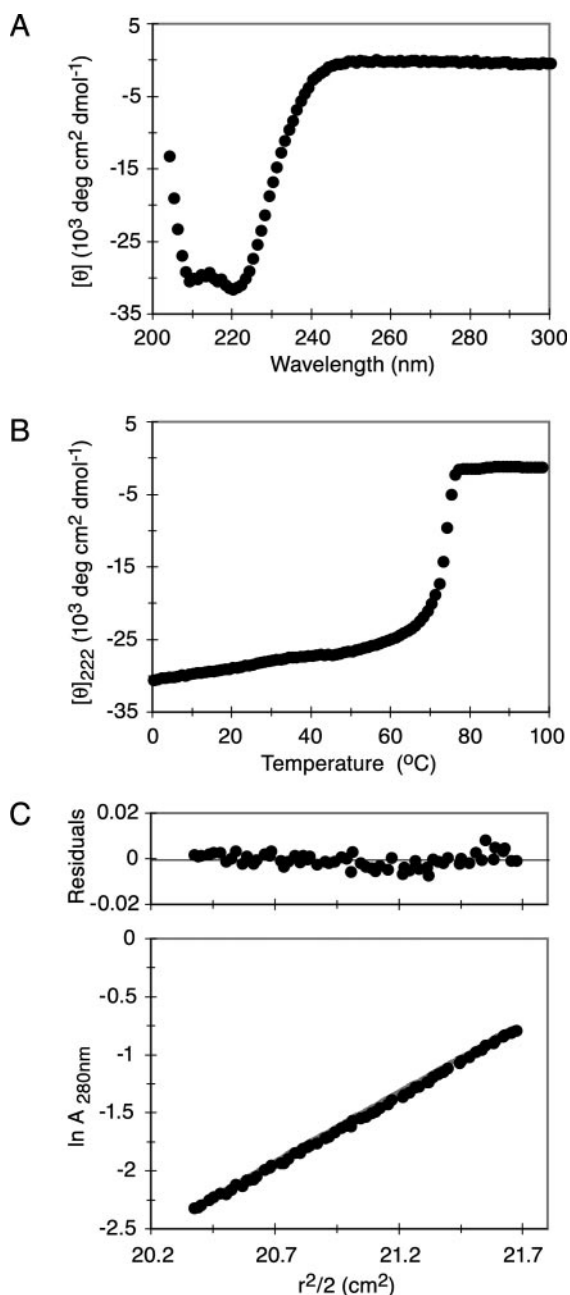 A
5
-5
-15
-25
-35
[θ] (10³ deg cm² dmol⁻¹)
200 220 240 260 280 300
Wavelength (nm)
B
5
-5
-15
-25
-35
[θ]₂₂₂ (10³ deg cm² dmol⁻¹)
0 20 40 60 80 100
Temperature (ºC)
C
0.02
0
-0.02
Residuals
0
-0.5
-1
-1.5
-2
-2.5
ln A 280nm
20.2 20.7 21.2 21.7
r²/2 (cm²)